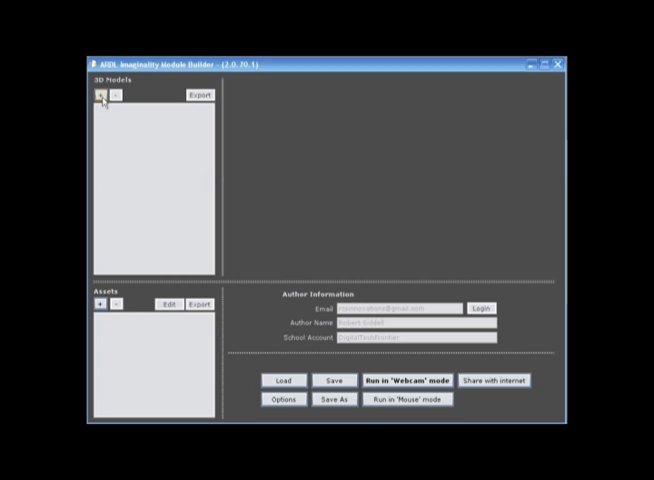 ARDL Imaginality Module Builder - (2.0.70.1)
3D Models
+ - Export
Assets
+ - Edit Export
Author Information
Email Login
Author Name
School Account DigitalTechFrontier
Load Save Run in 'Webcam' mode Share with internet
Options Save As Run in 'Mouse' mode